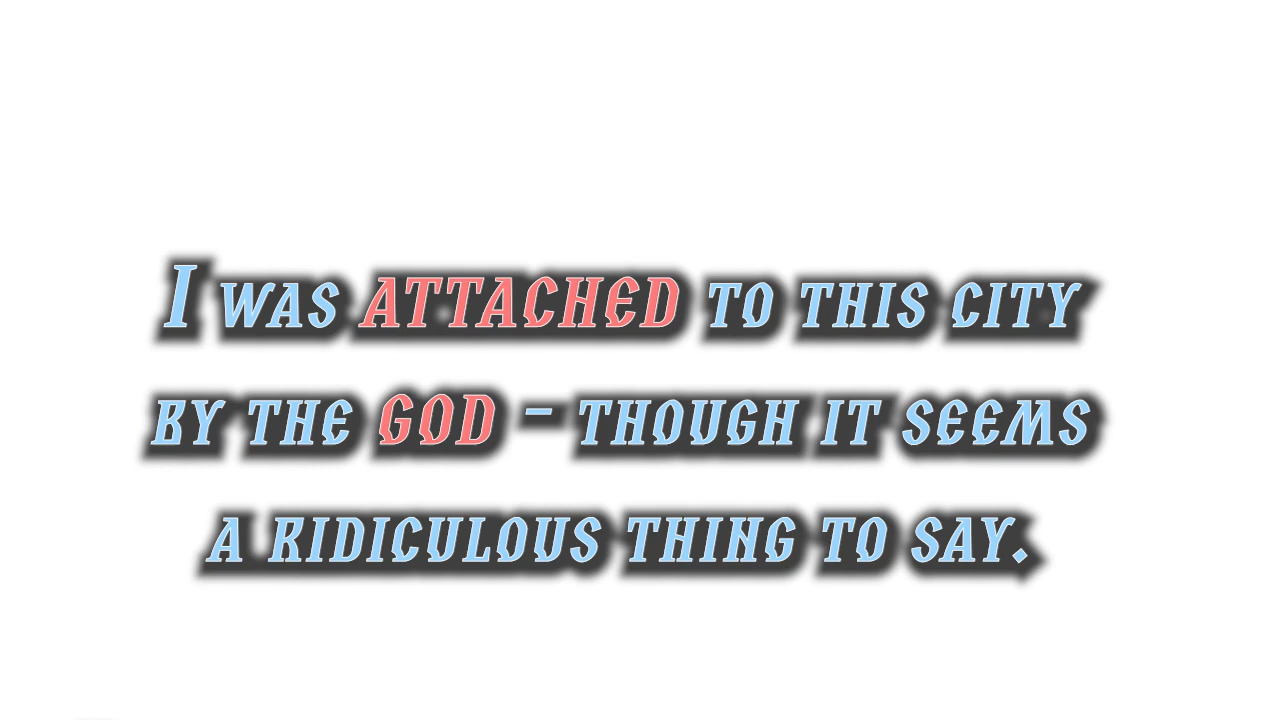 I was ATTACHED to this city
by the GOD – though it seems
a ridiculous thing to say.